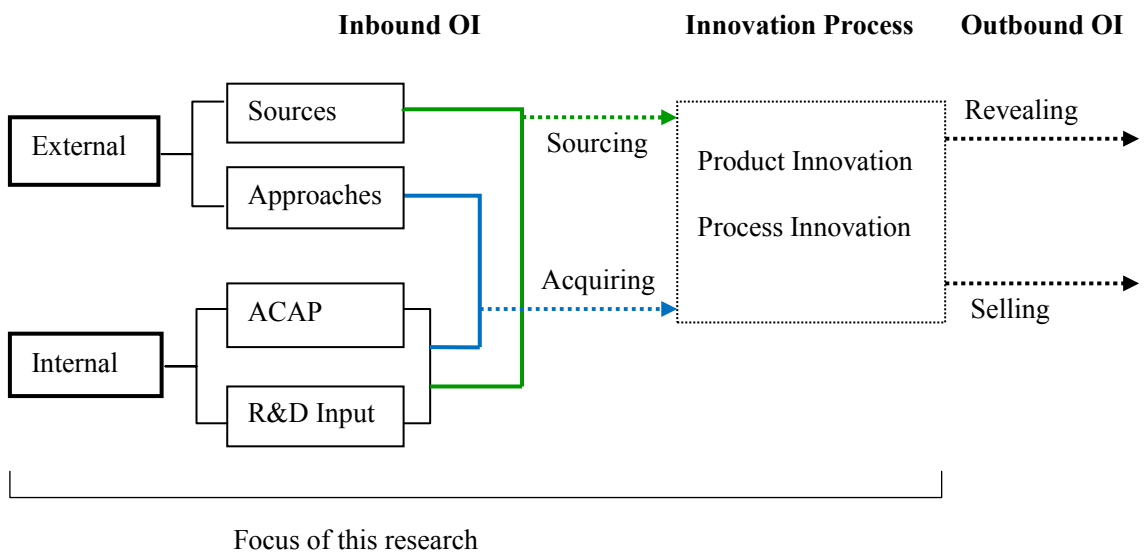 Inbound OI
Innovation Process
Outbound OI
External
Sources
Approaches
Sourcing
Product Innovation
Process Innovation
Revealing
Internal
ACAP
R&D Input
Acquiring
Selling
Focus of this research